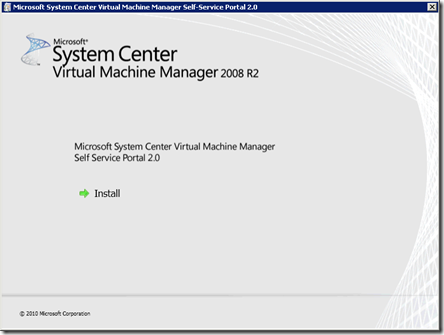 Microsoft System Center Virtual Machine Manager Self-Service Portal 2.0
Microsoft®
System Center
Virtual Machine Manager 2008 R2
Microsoft System Center Virtual Machine Manager
Self Service Portal 2.0
Install
© 2010 Microsoft Corporation